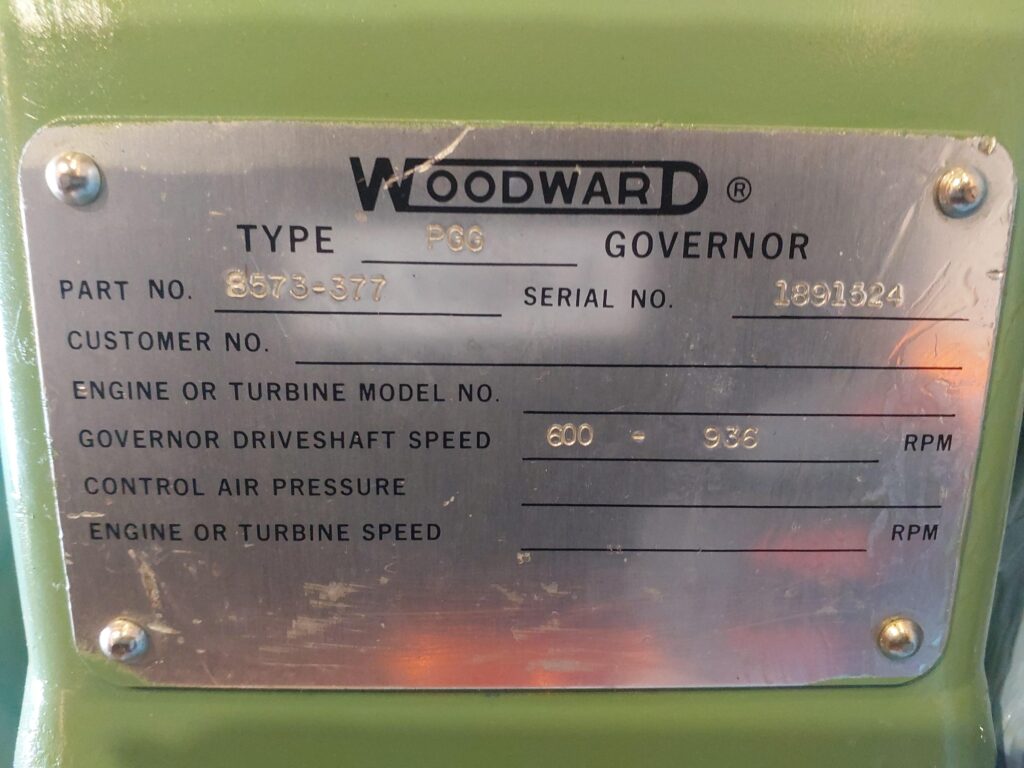 WOODWARD ®
TYPE PGG GOVERNOR
PART NO. 8573-377 SERIAL NO. 1891524
CUSTOMER NO.
ENGINE OR TURBINE MODEL NO.
GOVERNOR DRIVESHAFT SPEED 600 - 936 RPM
CONTROL AIR PRESSURE
ENGINE OR TURBINE SPEED RPM